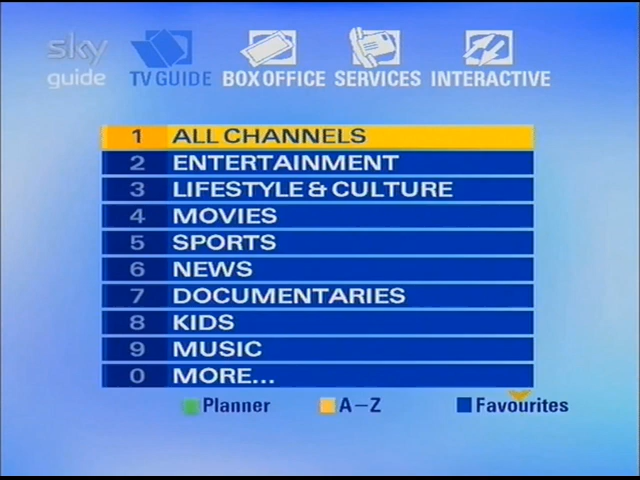 sky
guide
TV GUIDE BOX OFFICE SERVICES INTERACTIVE
1 ALL CHANNELS
2 ENTERTAINMENT
3 LIFESTYLE & CULTURE
4 MOVIES
5 SPORTS
6 NEWS
7 DOCUMENTARIES
8 KIDS
9 MUSIC
0 MORE...
Planner A–Z Favourites